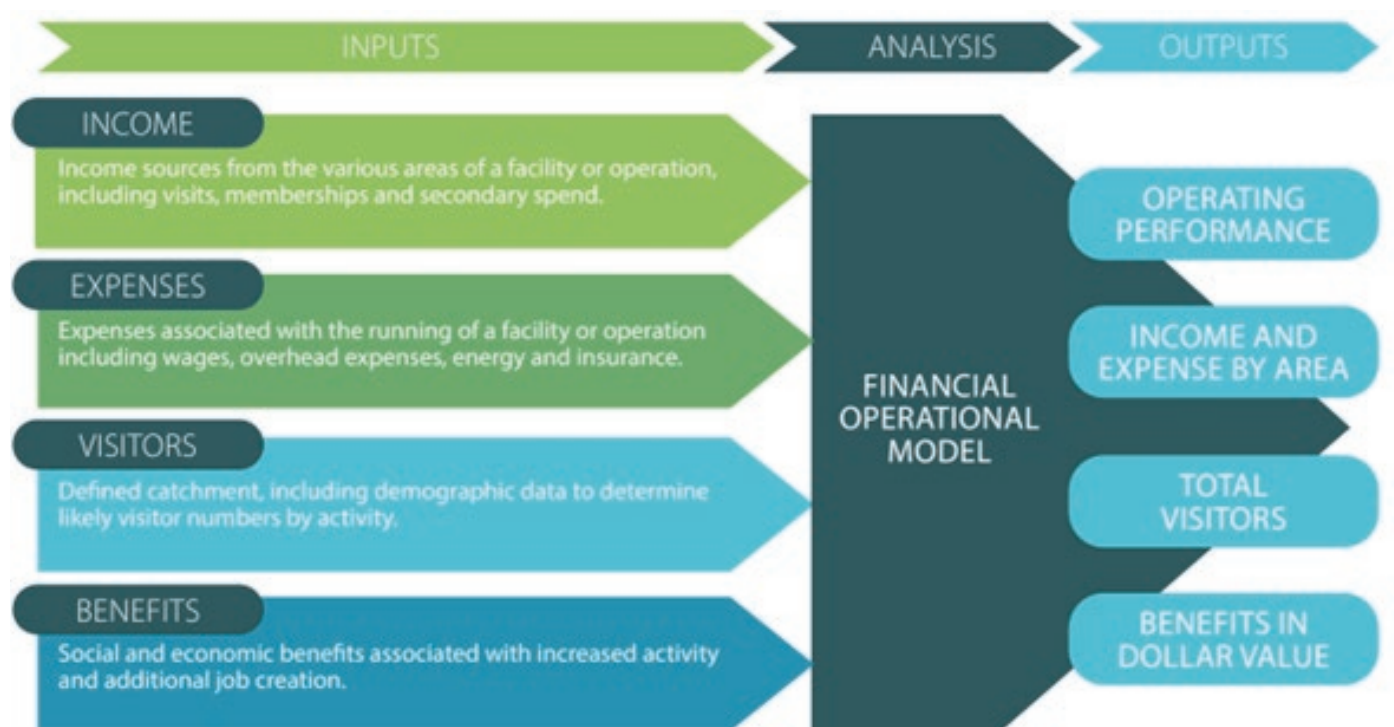 INPUTS
ANALYSIS
OUTPUTS
INCOME
Income sources from the various areas of a facility or operation,
including visits, memberships and secondary spend.
EXPENSES
Expenses associated with the running of a facility or operation
including wages, overhead expenses, energy and insurance.
VISITORS
Defined catchment, including demographic data to determine
likely visitor numbers by activity.
BENEFITS
Social and economic benefits associated with increased activity
and additional job creation.
FINANCIAL
OPERATIONAL
MODEL
OPERATING
PERFORMANCE
INCOME AND
EXPENSE BY AREA
TOTAL
VISITORS
BENEFITS IN
DOLLAR VALUE